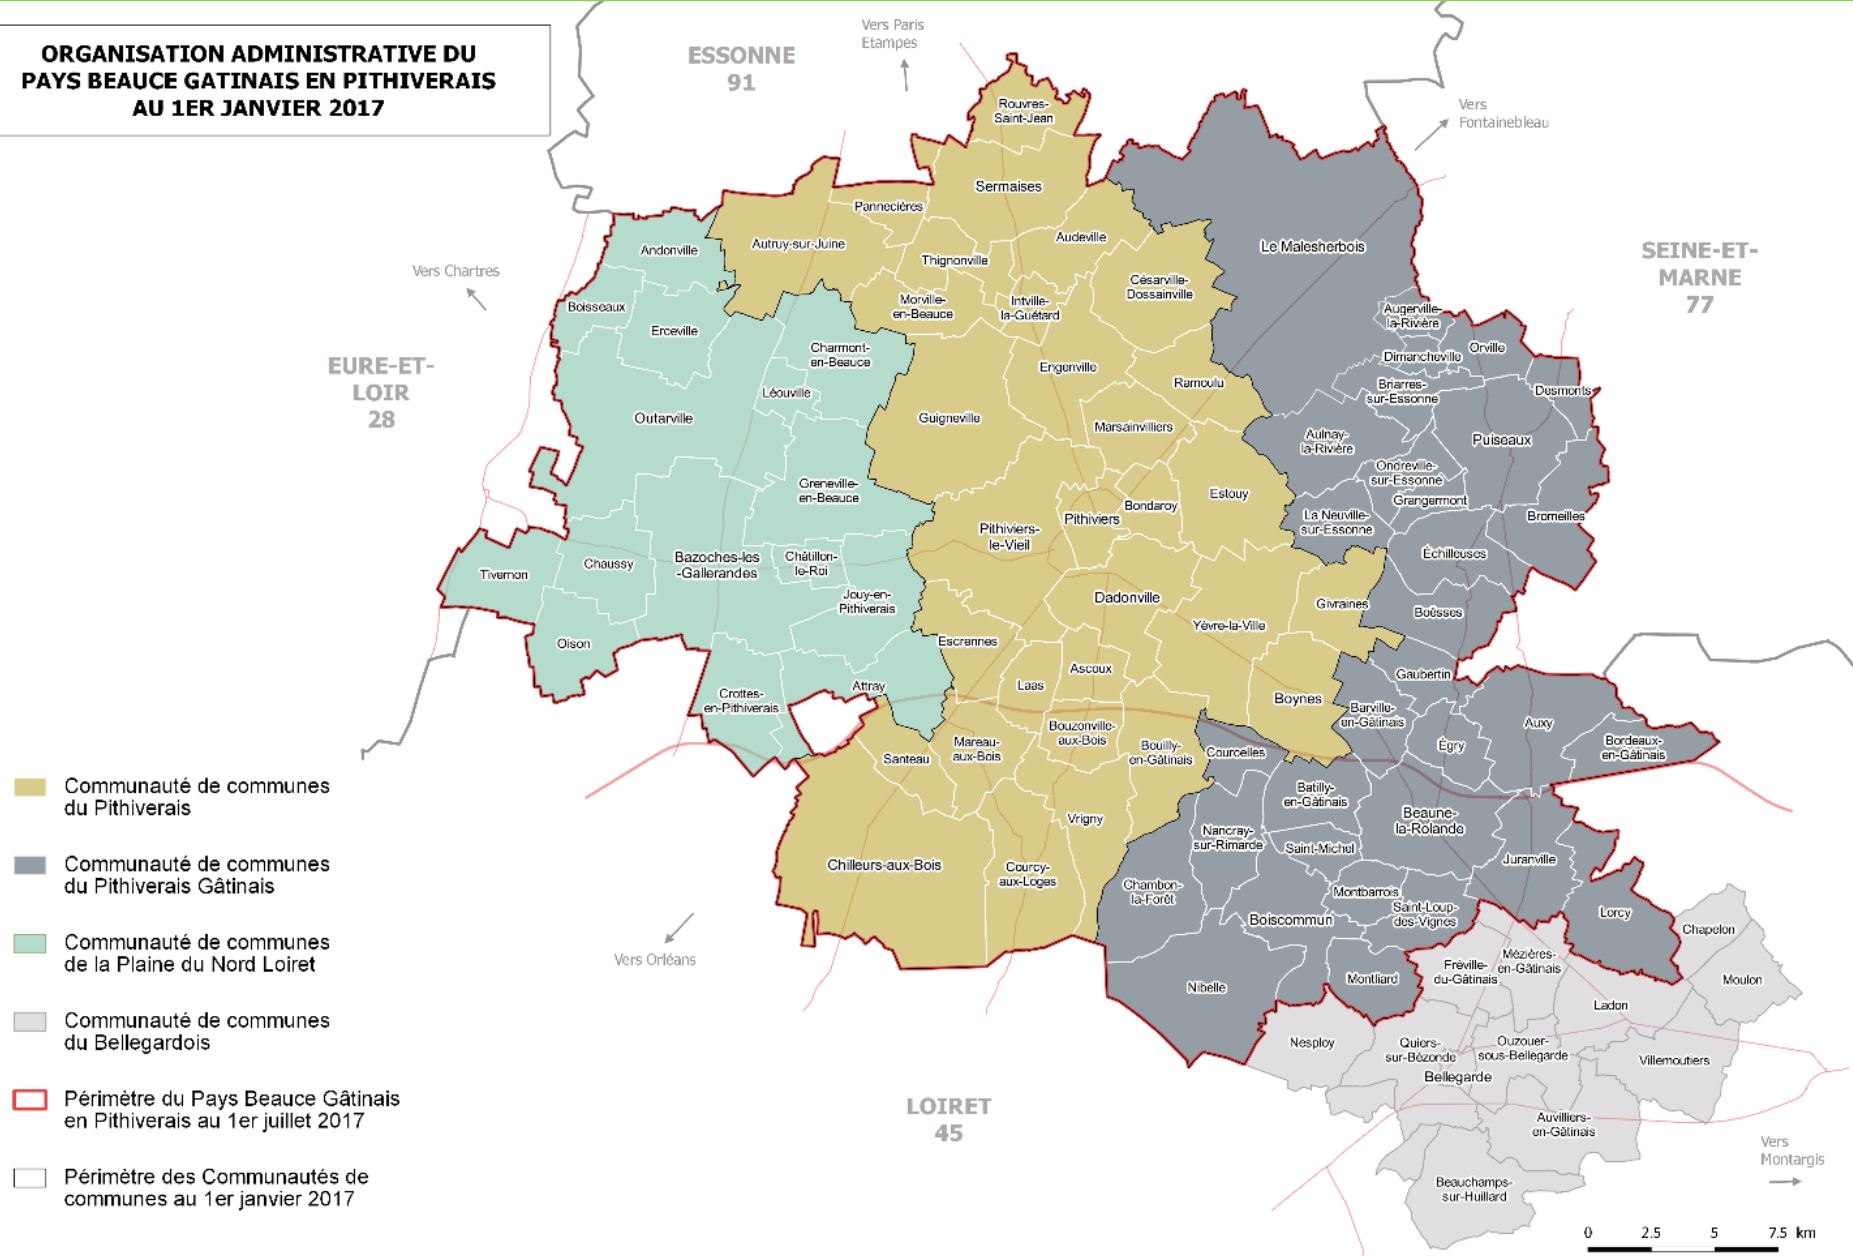 ORGANISATION ADMINISTRATIVE DU
PAYS BEAUCE GATINAIS EN PITHIVERAIS
AU 1ER JANVIER 2017
ESSONNE
91
Vers Paris
Etampes
Vers
Fontainebleau
SEINE-ET-
MARNE
77
Vers Chartres
EURE-ET-
LOIR
28
Vers Orléans
LOIRET
45
Vers
Montargis
Rouvres-
Saint-Jean
Sermaises
Pannecières
Autruy-sur-Juine
Audeville
Thignonville
Césarville-
Dossainville
Morville-
en-Beauce
Intville-
la-Guétard
Engenville
Ramoulu
Guigneville
Marsainvilliers
Estouy
Bondaroy
Pithiviers
Pithiviers-
le-Vieil
Dadonville
Givraines
Yèvre-la-Ville
Escrennes
Ascoux
Laas
Boynes
Bouzonville-
aux-Bois
Bouilly-
en-Gâtinais
Mareau-
aux-Bois
Santeau
Vrigny
Chilleurs-aux-Bois
Courcy-
aux-Loges
Andonville
Boisseaux
Erceville
Charmont-
en-Beauce
Léouville
Outarville
Greneville-
en-Beauce
Bazoches-les
-Gallerandes
Châtillon-
le-Roi
Chaussy
Tivernon
Jouy-en-
Pithiverais
Oison
Attray
Crottes-
en-Pithiverais
Le Malesherbois
Augerville-
la-Rivière
Orville
Dimancheville
Briarres-
sur-Essonne
Desmonts
Aulnay-
la-Rivière
Puiseaux
Ondreville-
sur-Essonne
Grangermont
La Neuville-
sur-Essonne
Bromeilles
Échilleuses
Boësses
Gaubertin
Barville-
en-Gâtinais
Égry
Auxy
Bordeaux-
en-Gâtinais
Courcelles
Batilly-
en-Gâtinais
Beaune-
la-Rolande
Nancray-
sur-Rimarde
Saint-Michel
Juranville
Chambon-
la-Forêt
Montbarrois
Saint-Loup-
des-Vignes
Boiscommun
Lorcy
Nibelle
Montliard
Chapelon
Mézières-
en-Gâtinais
Fréville-
du-Gâtinais
Moulon
Ladon
Nesploy
Quiers-
sur-Bézonde
Ouzouer-
sous-Bellegarde
Villemoutiers
Bellegarde
Auvilliers-
en-Gâtinais
Beauchamps-
sur-Huillard
Communauté de communes
du Pithiverais
Communauté de communes
du Pithiverais Gâtinais
Communauté de communes
de la Plaine du Nord Loiret
Communauté de communes
du Bellegardois
Périmètre du Pays Beauce Gâtinais
en Pithiverais au 1er juillet 2017
Périmètre des Communautés de
communes au 1er janvier 2017
0 2.5 5 7.5 km